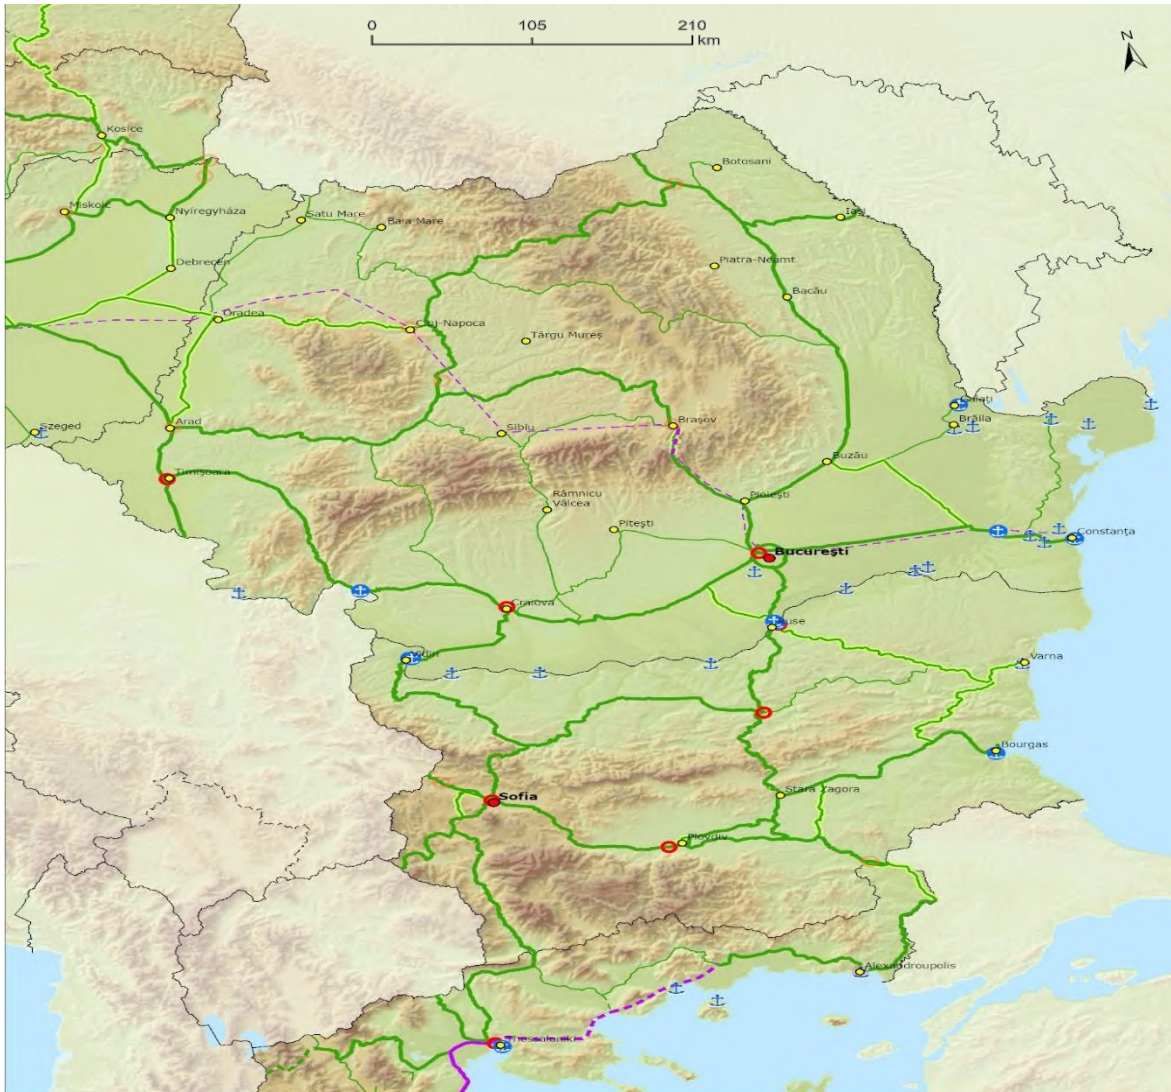 0 105 210
km
N
Kosice
Botosani
Miskolc
Nyíregyháza
Satu Mare
Baia Mare
Iași
Debrecen
Piatra-Neamt
Bacău
Oradea
Cluj-Napoca
Târgu Mureș
Galați
Brăila
Szeged
Arad
Sibiu
Brașov
Buzău
Timișoara
Râmnicu
Vâlcea
Ploiești
Pitești
Constanța
București
Craiova
Ruse
Vidin
Varna
Bourgas
Sofia
Stara Zagora
Plovdiv
Alexandroupolis
Thessaloniki